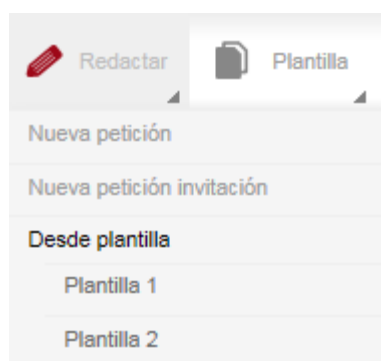 Redactar Plantilla
Nueva petición
Nueva petición invitación
Desde plantilla
Plantilla 1
Plantilla 2